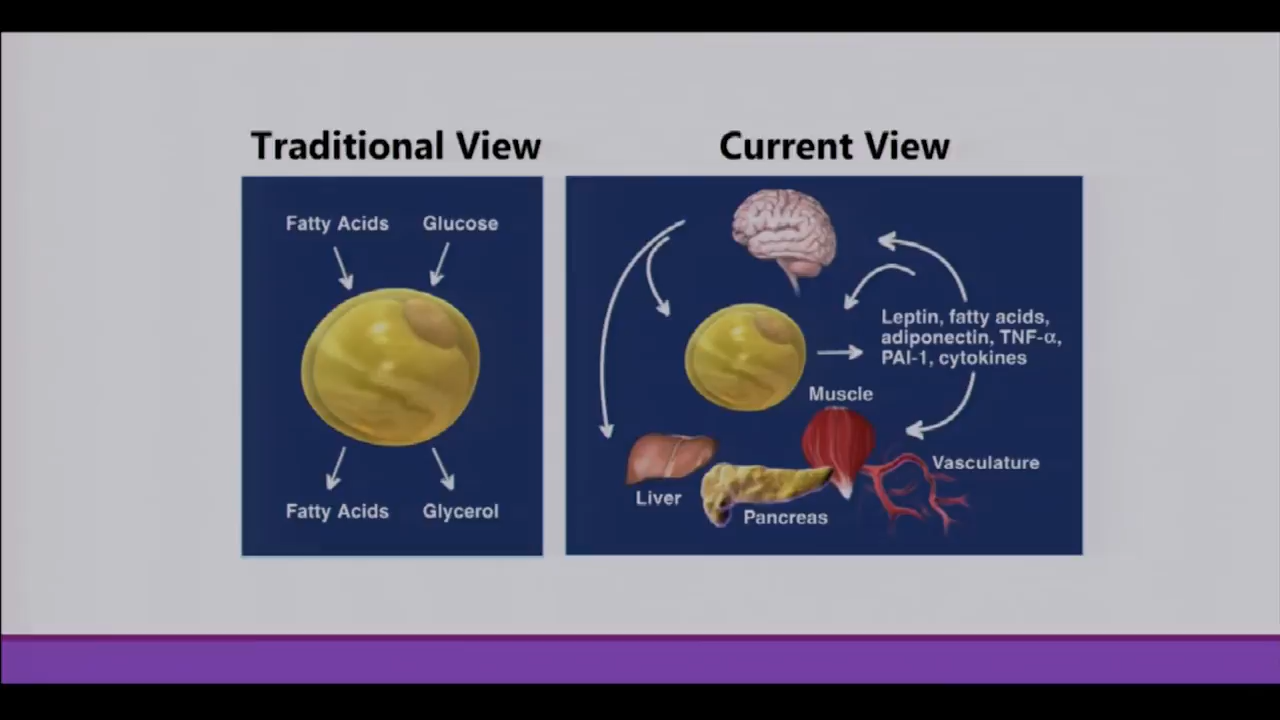 Traditional View
Fatty Acids Glucose
Fatty Acids Glycerol
Current View
Leptin, fatty acids,
adiponectin, TNF-α,
PAI-1, cytokines
Muscle
Vasculature
Liver
Pancreas